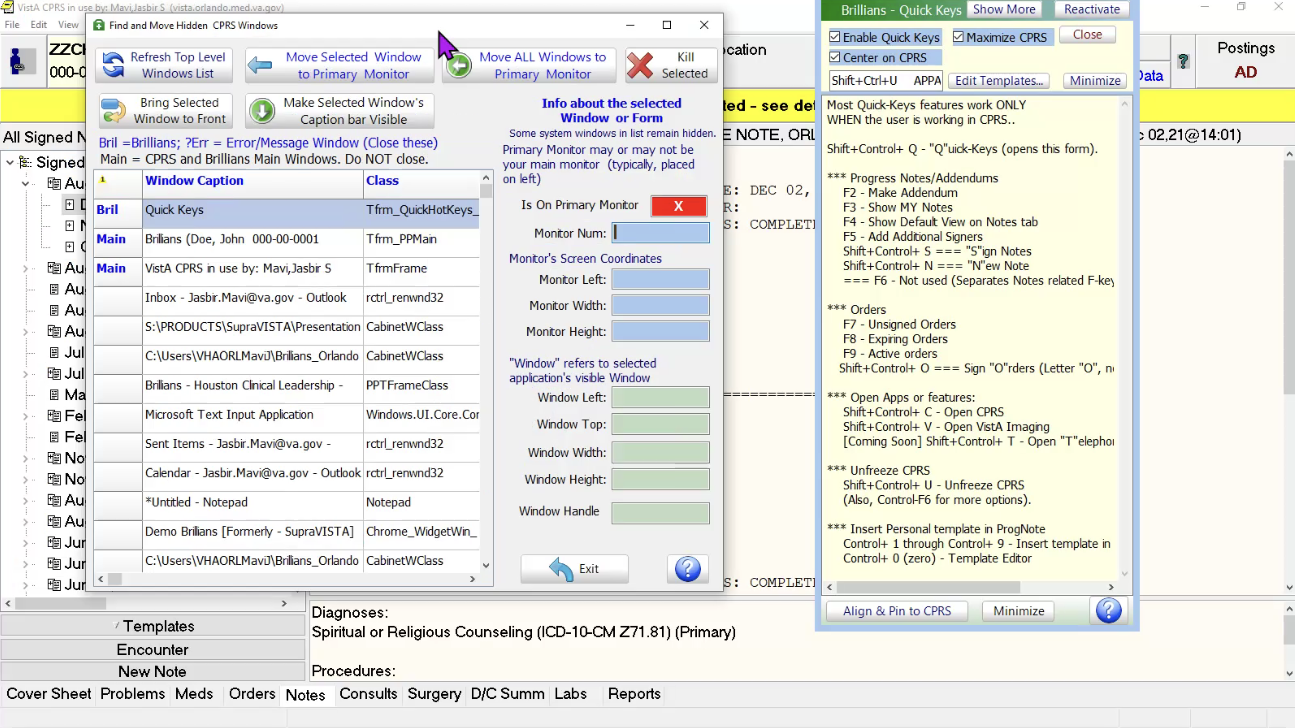 VistA CPRS in use by: Mavi,Jasbir S (vista.orlando.med.va.gov)
File Edit View
000-0
All Signed N
Signed
Aug
Jul
Find and Move Hidden CPRS Windows
Refresh Top Level
Windows List
Move Selected Window
to Primary Monitor
Move ALL Windows to
Primary Monitor
Kill
Selected
Bring Selected
Window to Front
Make Selected Window's
Caption bar Visible
Bril =Brillians; ?Err = Error/Message Window (Close these)
Main = CPRS and Brillians Main Windows. Do NOT close.
Window Caption Class
Bril Quick Keys Tfrm_QuickHotKeys_
Main Brilians (Doe, John 000-00-0001 Tfrm_PPMain
Main VistA CPRS in use by: Mavi,Jasbir S TfrmFrame
Inbox - Jasbir.Mavi@va.gov - Outlook rctrl_renwnd32
S:\PRODUCTS\SupraVISTA\Presentation CabinetWClass
C:\Users\VHAORLMaviJ\Brilians_Orlando CabinetWClass
Brilians - Houston Clinical Leadership - PPTFrameClass
Microsoft Text Input Application Windows.UI.Core.Cor
Sent Items - Jasbir.Mavi@va.gov - rctrl_renwnd32
Calendar - Jasbir.Mavi@va.gov - Outlook rctrl_renwnd32
*Untitled - Notepad Notepad
Demo Brilians [Formerly - SupraVISTA] Chrome_WidgetWin_
C:\Users\VHAORLMaviJ\Brilians_Orlando CabinetWClass
Info about the selected
Window or Form
Some system windows in list remain hidden.
Primary Monitor may or may not be
your main monitor (typically, placed
on left)
Is On Primary Monitor X
Monitor Num:
Monitor's Screen Coordinates
Monitor Left:
Monitor Width:
Monitor Height:
"Window" refers to selected
application's visible Window
Window Left:
Window Top:
Window Width:
Window Height:
Window Handle
Exit
ocation
Data
Postings
AD
ted - see def
E NOTE, ORL
ec 02,21@14:01)
E: DEC 02,
R:
S: COMPLETE
S: COMPLET
Brillians - Quick Keys Show More Reactivate
Enable Quick Keys Maximize CPRS Close
Center on CPRS
Shift+Ctrl+U APPA Edit Templates... Minimize
Most Quick-Keys features work ONLY
WHEN the user is working in CPRS..
Shift+Control+ Q - "Q"uick-Keys (opens this form).
*** Progress Notes/Addendums
F2 - Make Addendum
F3 - Show MY Notes
F4 - Show Default View on Notes tab
F5 - Add Additional Signers
Shift+Control+ S === "S"ign Notes
Shift+Control+ N === "N"ew Note
=== F6 - Not used (Separates Notes related F-key
*** Orders
F7 - Unsigned Orders
F8 - Expiring Orders
F9 - Active orders
Shift+Control+ O === Sign "O"rders (Letter "O", no
*** Open Apps or features:
Shift+Control+ C - Open CPRS
Shift+Control+ V - Open VistA Imaging
[Coming Soon] Shift+Control+ T - Open "T"elephon
*** Unfreeze CPRS
Shift+Control+ U - Unfreeze CPRS
(Also, Control-F6 for more options).
*** Insert Personal template in ProgNote
Control+ 1 through Control+ 9 - Insert template in
Control+ 0 (zero) - Template Editor
Align & Pin to CPRS Minimize
Templates
Encounter
New Note
Diagnoses:
Spiritual or Religious Counseling (ICD-10-CM Z71.81) (Primary)
Procedures:
Cover Sheet Problems Meds Orders Notes Consults Surgery D/C Summ Labs Reports